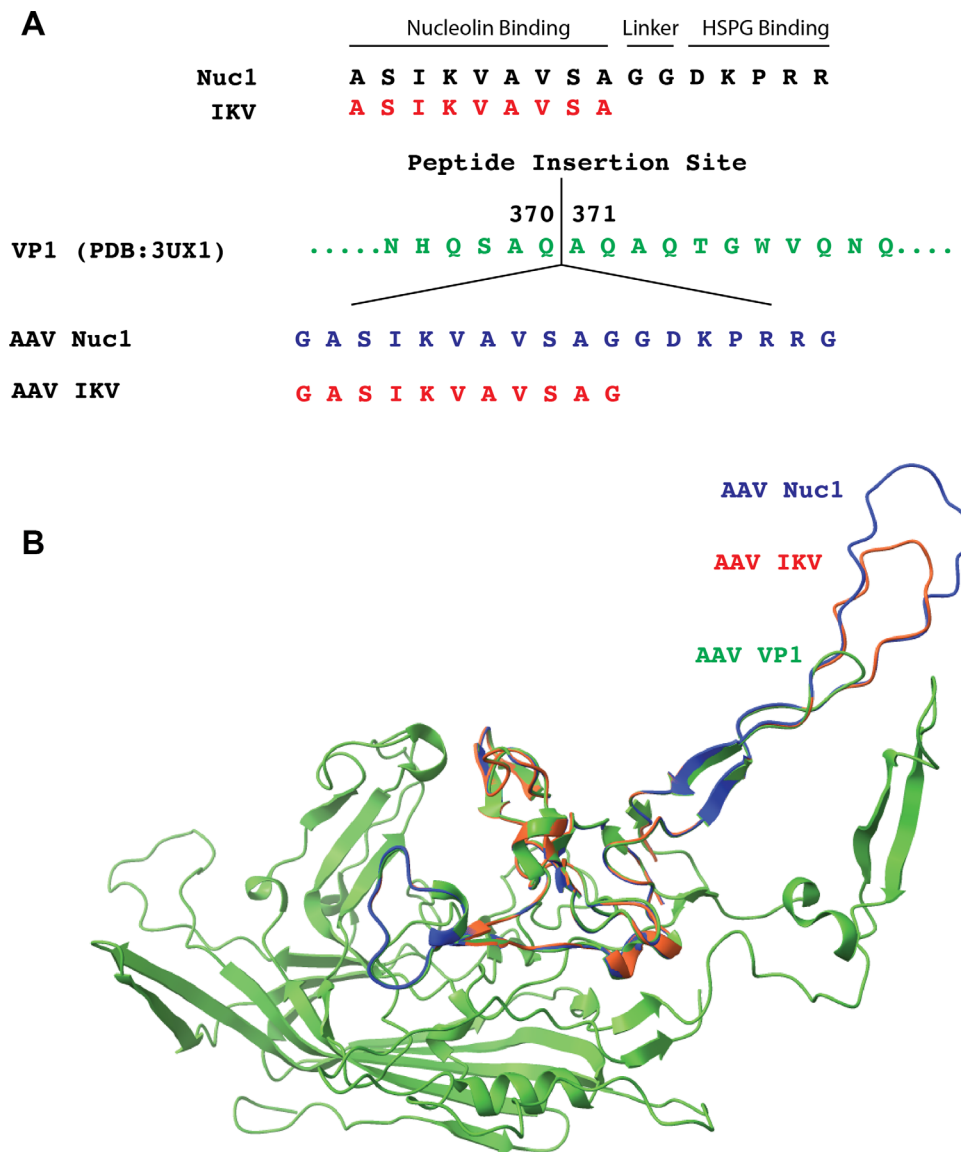 A
Nucleolin Binding Linker HSPG Binding
Nuc1 A S I K V A V S A G G D K P R R
IKV A S I K V A V S A
Peptide Insertion Site
370 371
VP1 (PDB:3UX1) .....N H Q S A Q A Q A Q T G W V Q N Q....
AAV Nuc1 G A S I K V A V S A G G D K P R R G
AAV IKV G A S I K V A V S A G
B
AAV Nuc1
AAV IKV
AAV VP1